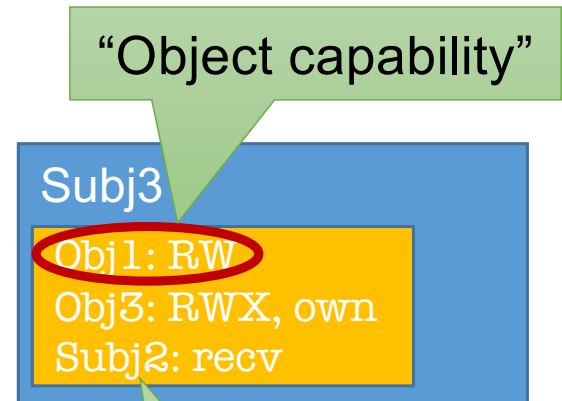 “Object capability”
Subj3
Obj1: RW
Obj3: RWX, own
Subj2: recv